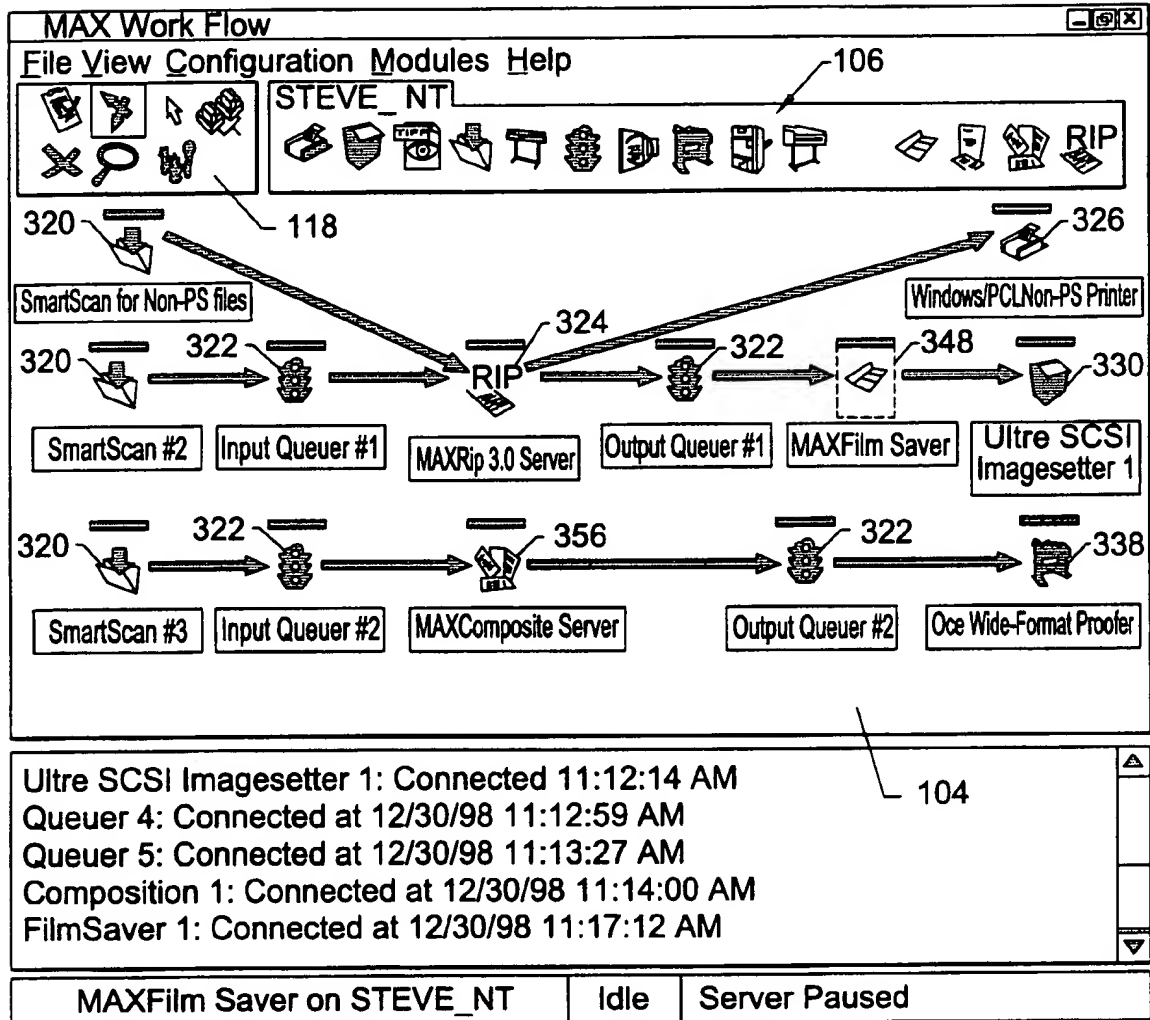 MAX Work Flow
File View Configuration Modules Help
106
STEVE_NT
TIFF
RIP
118
320
326
SmartScan for Non-PS files
Windows/PCLNon-PS Printer
324
320
322
RIP
322
348
330
SmartScan #2
Input Queuer #1
MAXRip 3.0 Server
Output Queuer #1
MAXFilm Saver
Ultre SCSI
Imagesetter 1
320
322
356
322
338
SmartScan #3
Input Queuer #2
MAXComposite Server
Output Queuer #2
Oce Wide-Format Proofer
104
Ultre SCSI Imagesetter 1: Connected 11:12:14 AM
Queuer 4: Connected at 12/30/98 11:12:59 AM
Queuer 5: Connected at 12/30/98 11:13:27 AM
Composition 1: Connected at 12/30/98 11:14:00 AM
FilmSaver 1: Connected at 12/30/98 11:17:12 AM
MAXFilm Saver on STEVE_NT
Idle
Server Paused